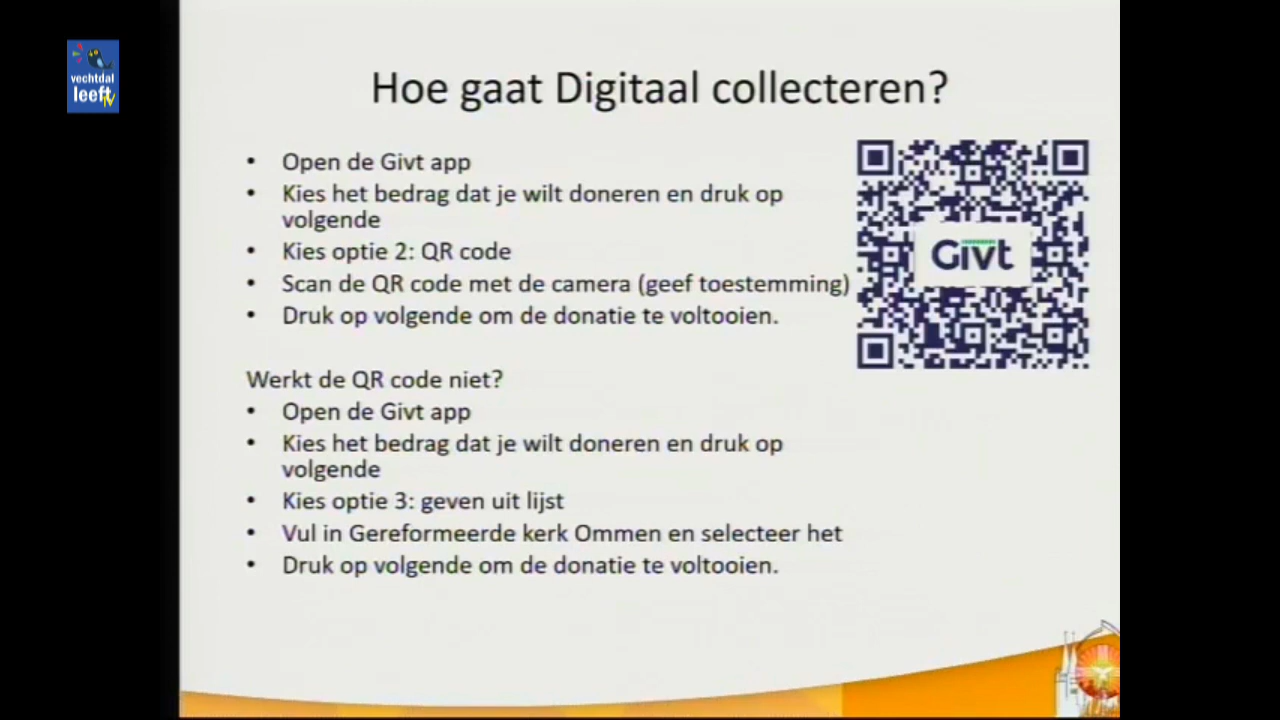 vechtdal
leeft
TV
Hoe gaat Digitaal collecteren?
• Open de Givt app
• Kies het bedrag dat je wilt doneren en druk op
volgende
• Kies optie 2: QR code
• Scan de QR code met de camera (geef toestemming)
• Druk op volgende om de donatie te voltooien.
Givt
Werkt de QR code niet?
• Open de Givt app
• Kies het bedrag dat je wilt doneren en druk op
volgende
• Kies optie 3: geven uit lijst
• Vul in Gereformeerde kerk Ommen en selecteer het
• Druk op volgende om de donatie te voltooien.